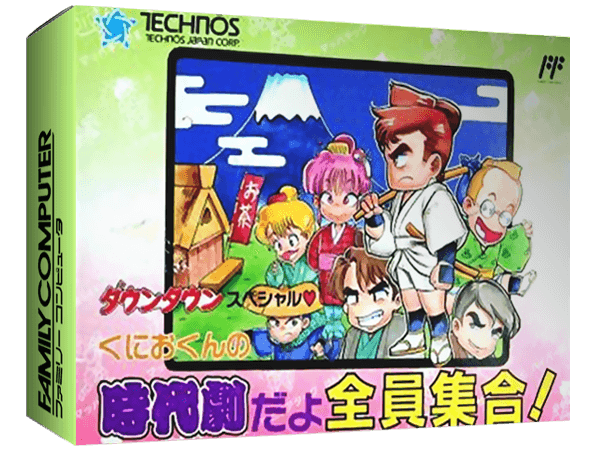 TECHNOS
TECHNOS JAPAN CORP.
FF
お茶
ダウンタウンスペシャル♥
くにおくんの
時代劇だよ全員集合!
FAMILY COMPUTER
ファミリー コンピュータ